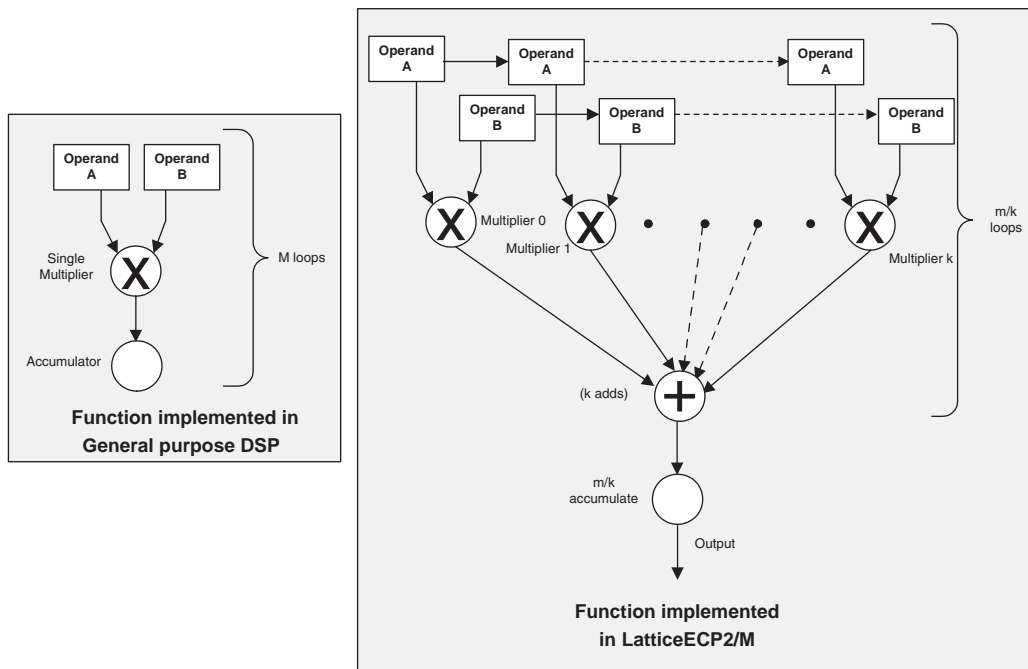 Operand
A
Operand
B
Single
Multiplier
X
M loops
Accumulator
Function implemented in
General purpose DSP
Operand
A
Operand
A
Operand
A
Operand
B
Operand
B
Operand
B
X
Multiplier 0
X
Multiplier 1
X
Multiplier k
m/k
loops
(k adds)
+
m/k
accumulate
Output
Function implemented
in LatticeECP2/M